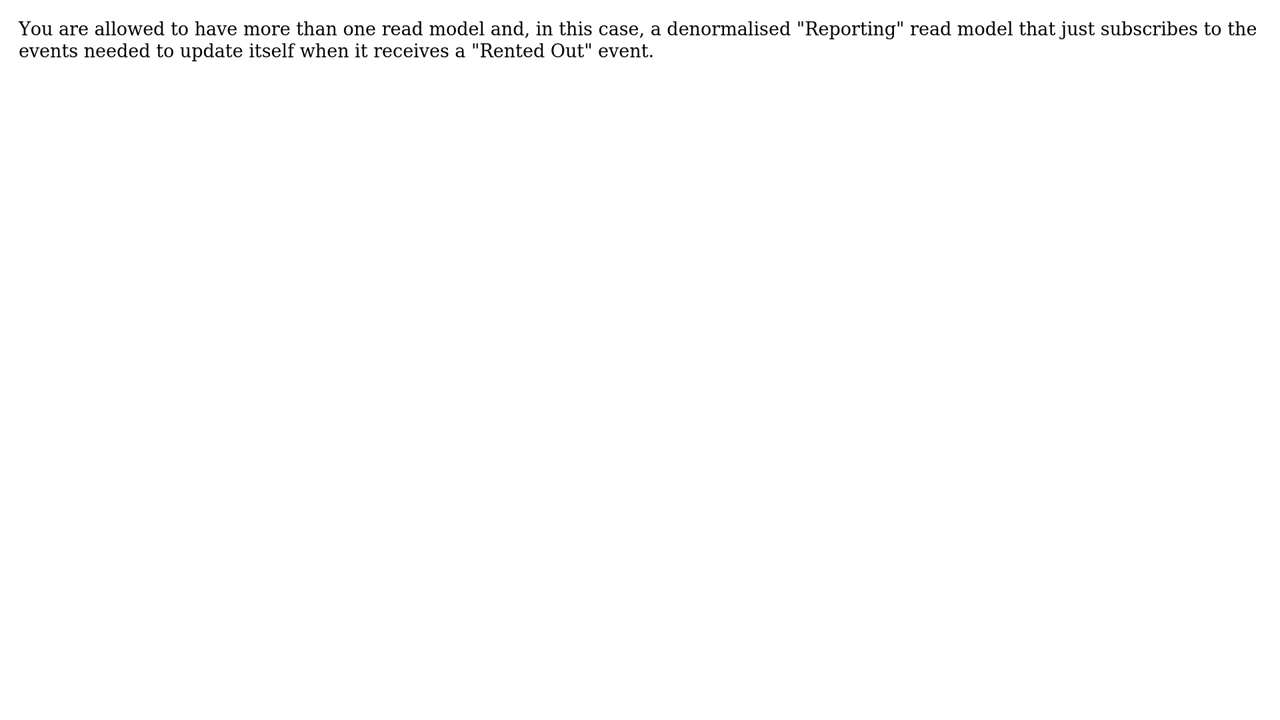 You are allowed to have more than one read model and, in this case, a denormalised "Reporting" read model that just subscribes to the
events needed to update itself when it receives a "Rented Out" event.